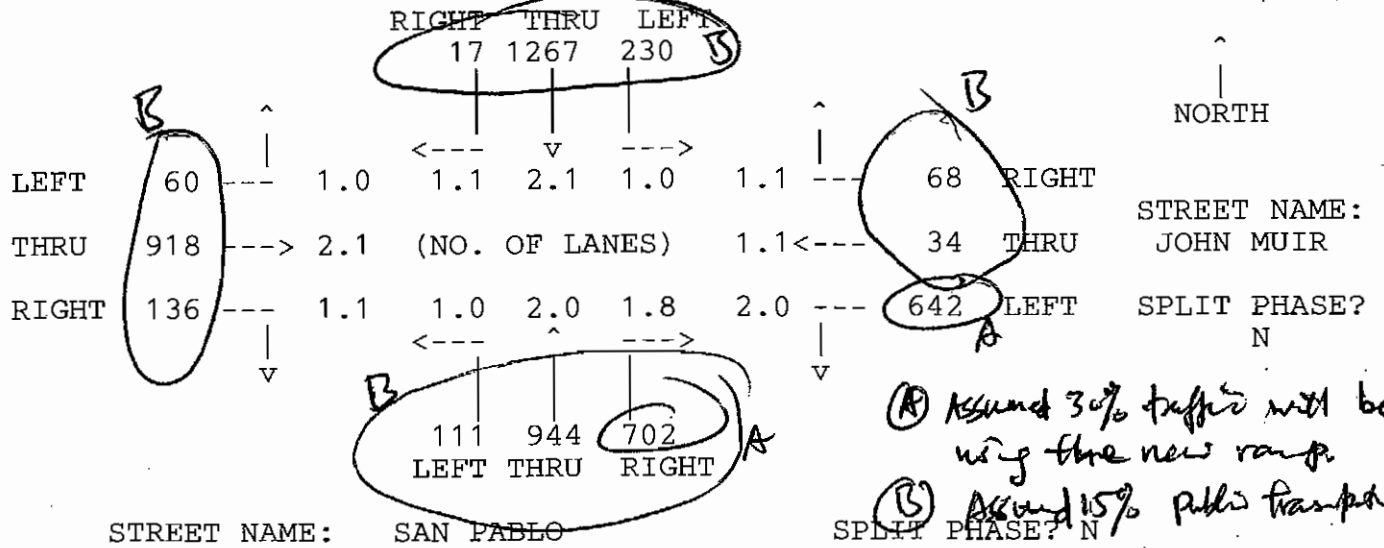 RIGHT THRU LEFT
17 1267 230 B
^
B B |
^ ^ NORTH
| <--- v ---> |
LEFT 60 --- 1.0 1.1 2.1 1.0 1.1 --- 68 RIGHT
STREET NAME:
THRU 918 ---> 2.1 (NO. OF LANES) 1.1<--- 34 THRU JOHN MUIR
RIGHT 136 --- 1.1 1.0 2.0 1.8 2.0 --- 642 LEFT SPLIT PHASE?
| <--- ^ ---> | A N
v v
B
111 944 702 A
LEFT THRU RIGHT
(A) Assumed 30% traffic will be
using the new ramp.
(B) Assumed 15% public
STREET NAME: SAN PABLO SPLIT PHASE? N